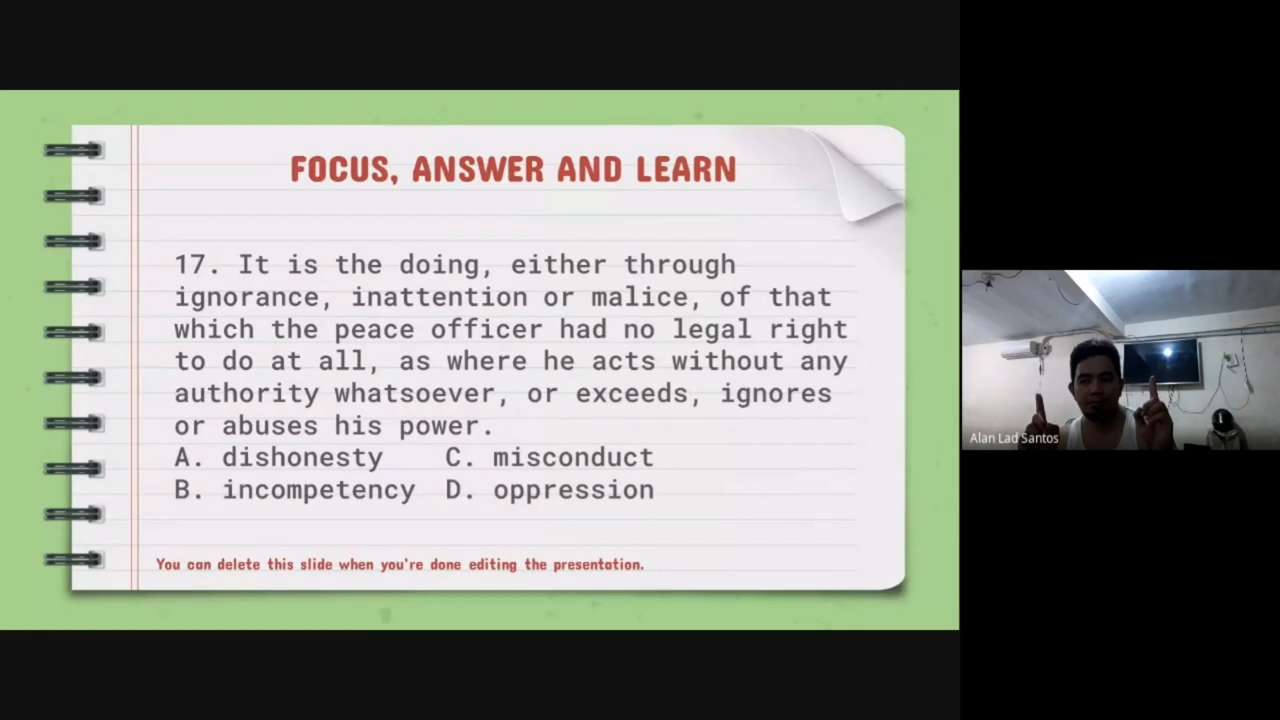 FOCUS, ANSWER AND LEARN
17. It is the doing, either through
ignorance, inattention or malice, of that
which the peace officer had no legal right
to do at all, as where he acts without any
authority whatsoever, or exceeds, ignores
or abuses his power.
A. dishonesty C. misconduct
B. incompetency D. oppression
You can delete this slide when you're done editing the presentation.
Alan Lad Santos